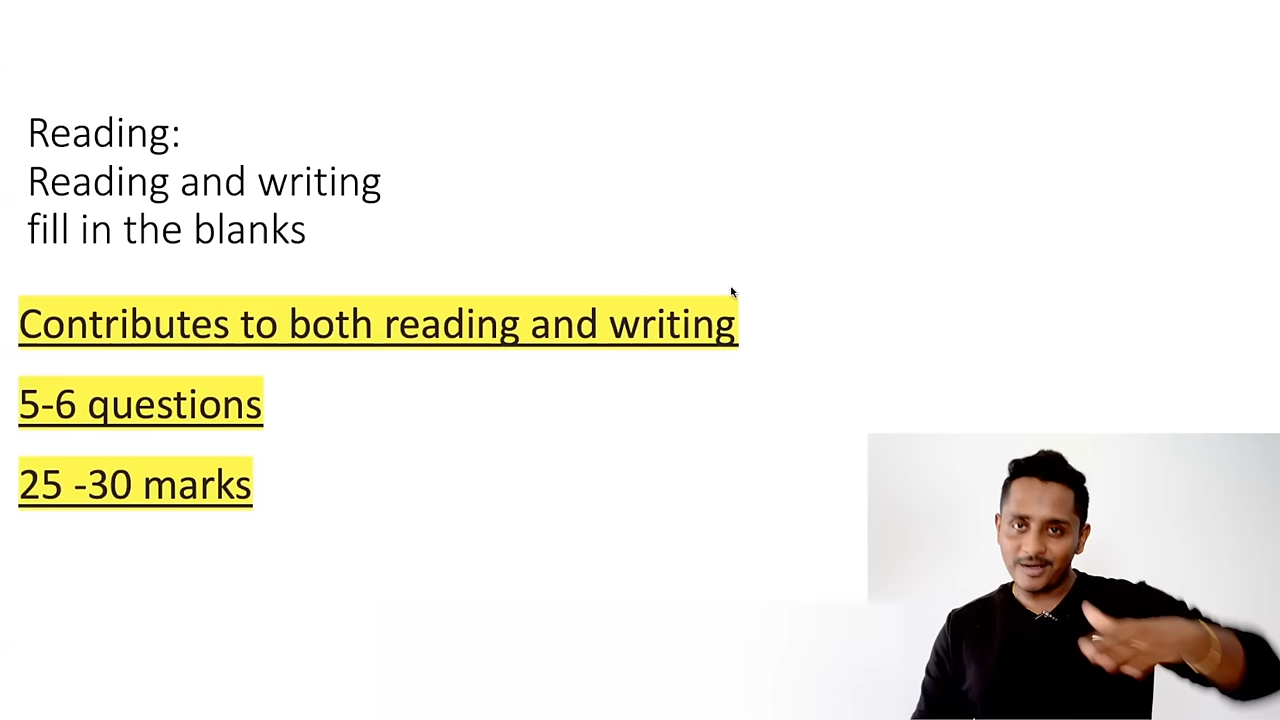 Reading:
Reading and writing
fill in the blanks
Contributes to both reading and writing
5-6 questions
25 -30 marks